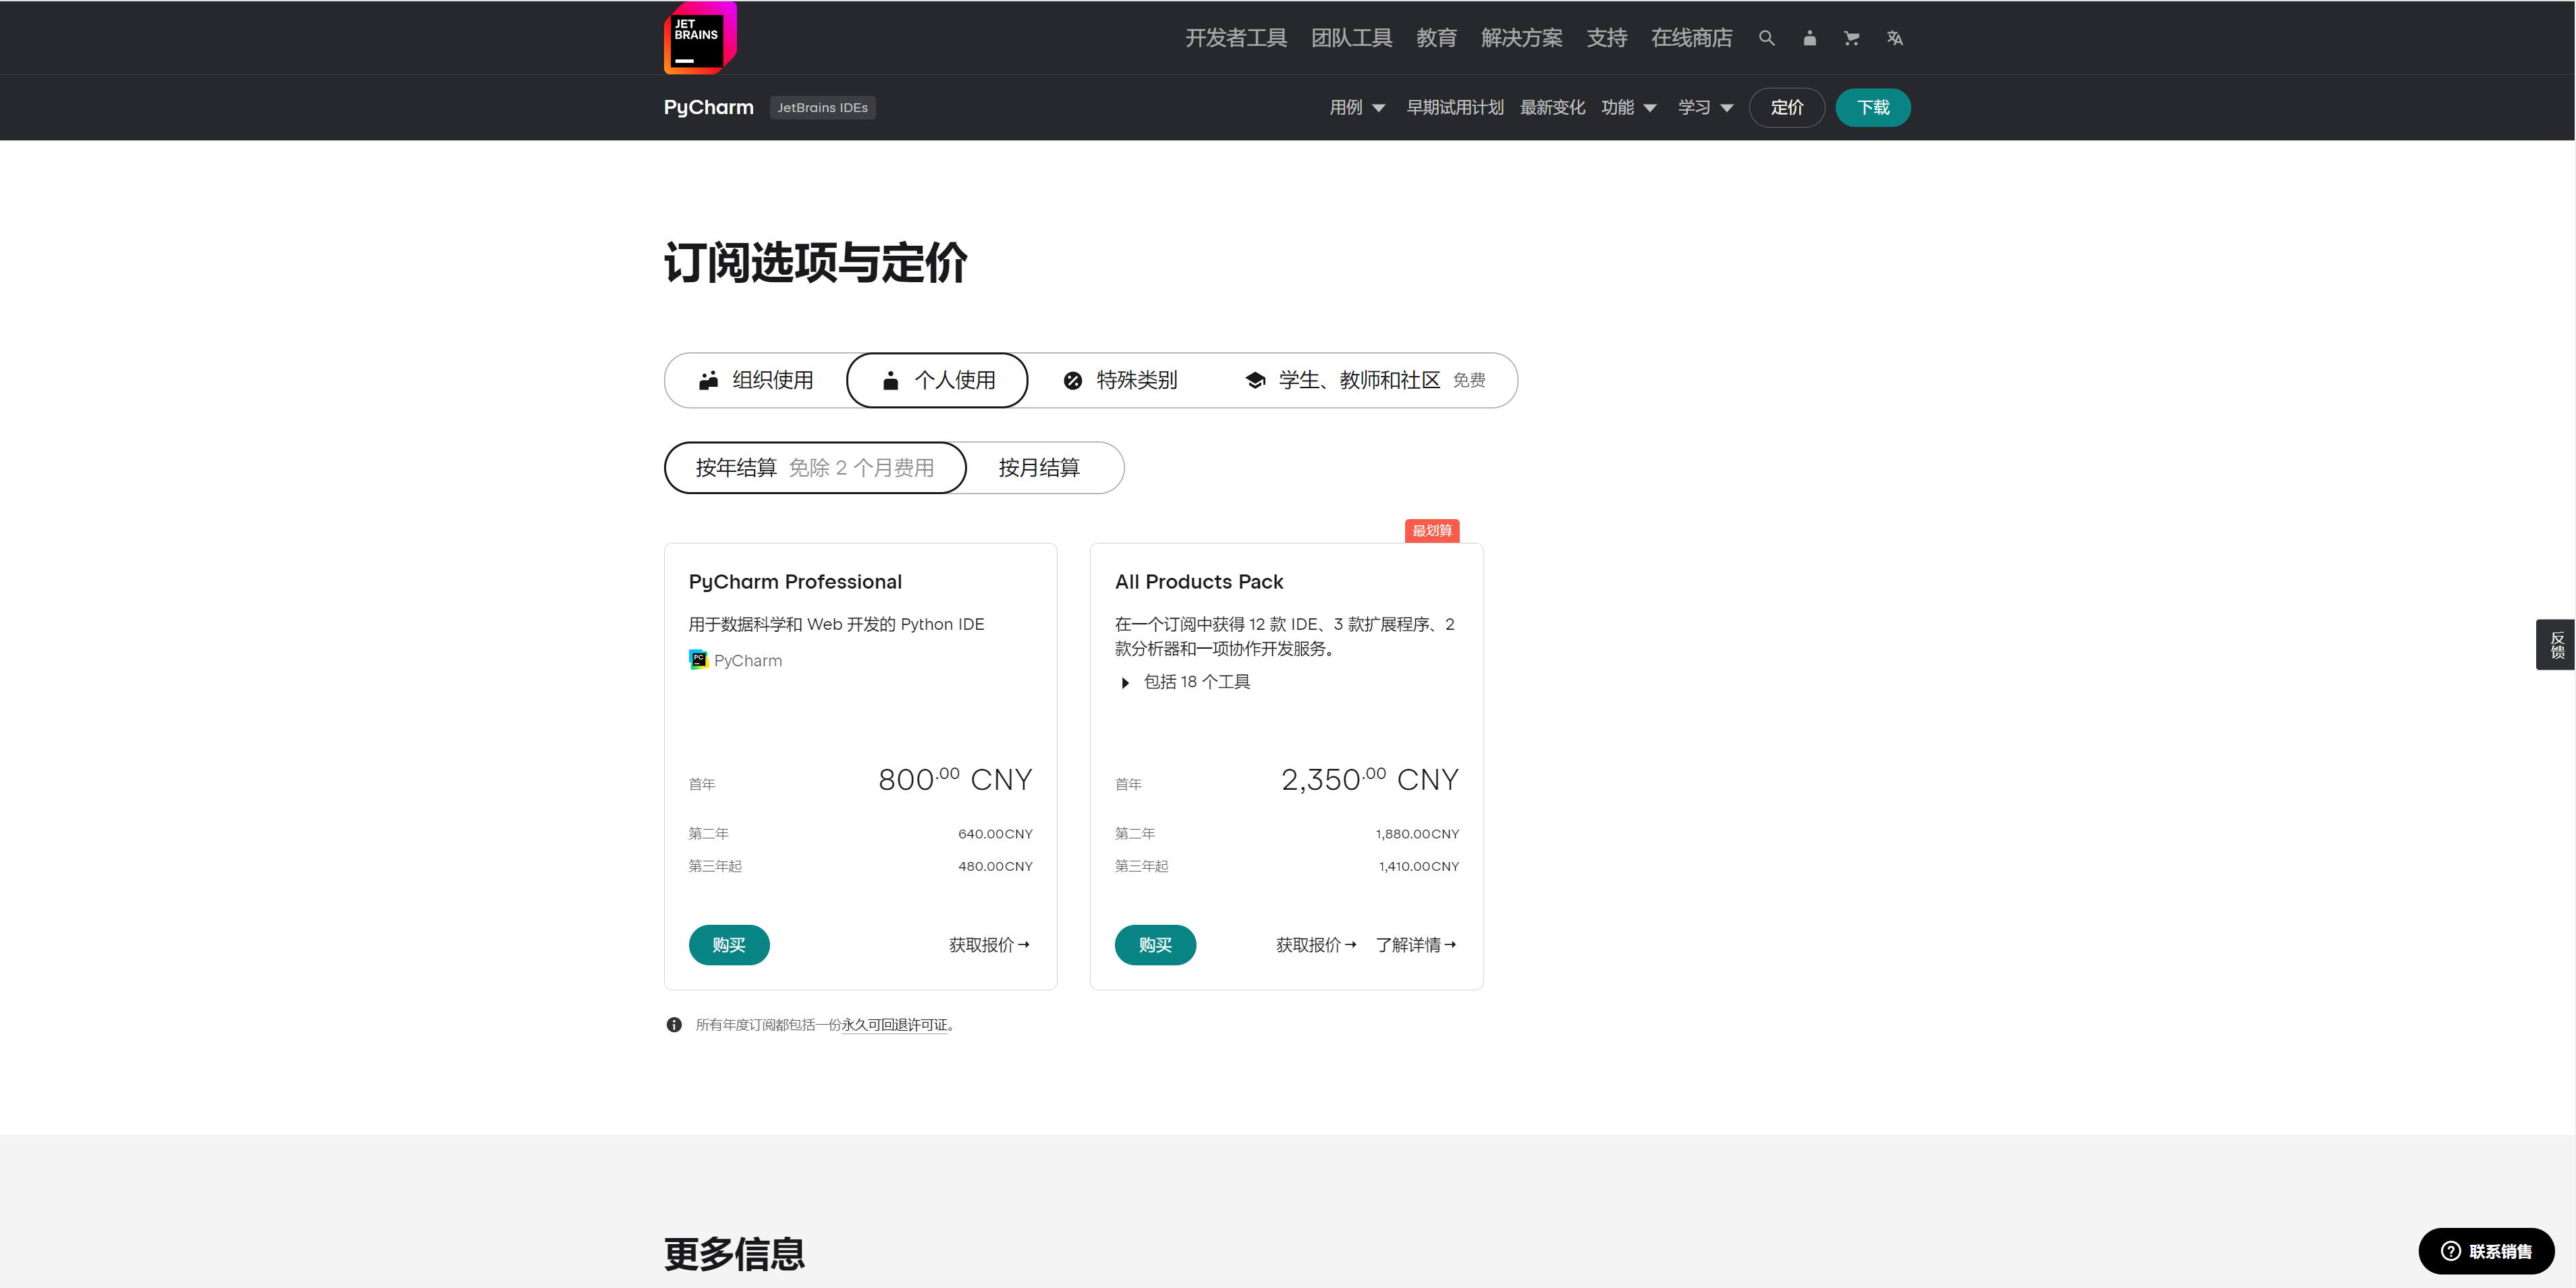 JET
BRAINS
开发者工具 团队工具 教育 解决方案 支持 在线商店
PyCharm JetBrains IDEs 用例 早期试用计划 最新变化 功能 学习 定价 下载
订阅选项与定价
组织使用 个人使用 特殊类别 学生、教师和社区 免费
按年结算 免除 2 个月费用 按月结算
最划算
PyCharm Professional
用于数据科学和 Web 开发的 Python IDE
PC PyCharm
首年 800.00 CNY
第二年 640.00CNY
第三年起 480.00CNY
购买 获取报价→
All Products Pack
在一个订阅中获得 12 款 IDE、3 款扩展程序、2
款分析器和一项协作开发服务。
包括 18 个工具
首年 2,350.00 CNY
第二年 1,880.00CNY
第三年起 1,410.00CNY
购买 获取报价→ 了解详情→
所有年度订阅都包括一份永久可回退许可证。
反馈
更多信息
联系销售